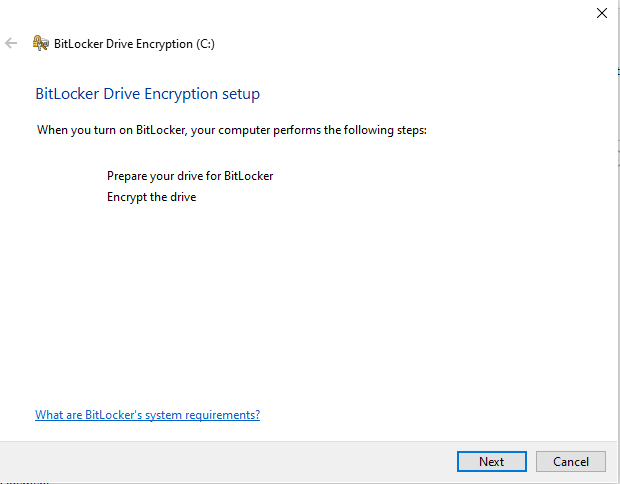 BitLocker Drive Encryption (C:)
BitLocker Drive Encryption setup
When you turn on BitLocker, your computer performs the following steps:
Prepare your drive for BitLocker
Encrypt the drive
What are BitLocker's system requirements?
Next Cancel